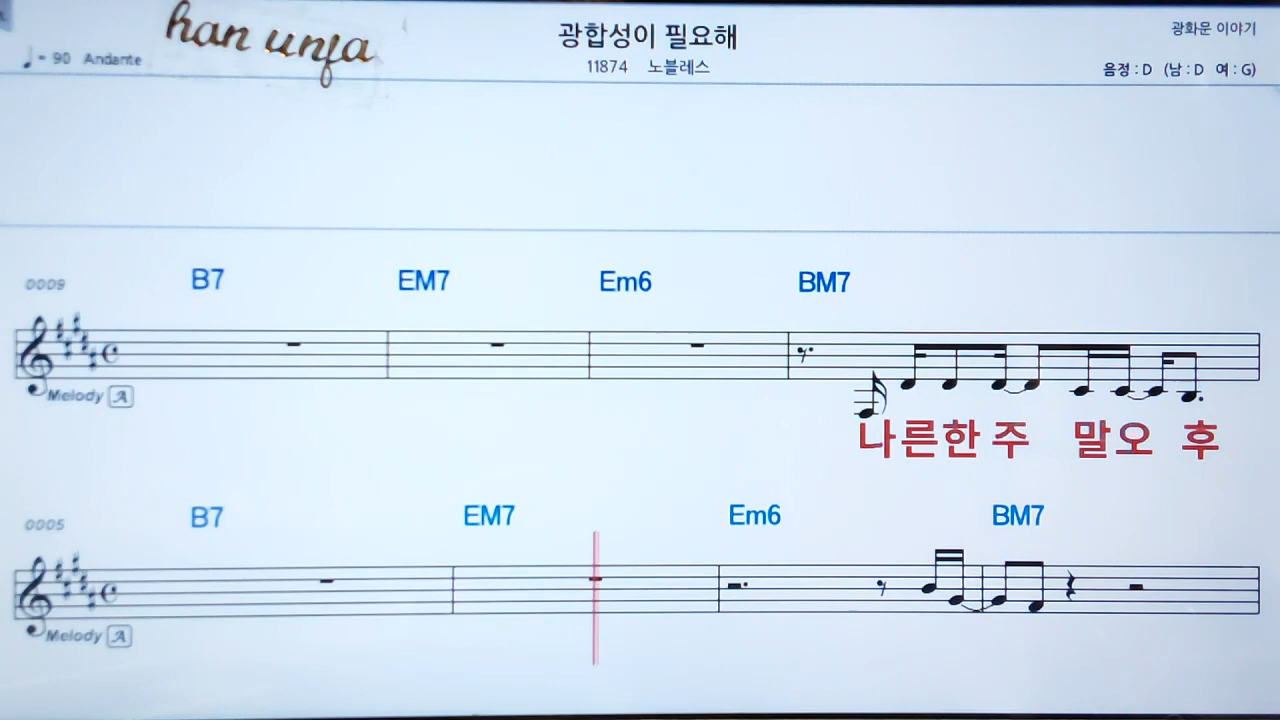 han unfa
♩= 90 Andante
광합성이 필요해
11874 노블레스
광화문 이야기
음정 : D (남 : D 여 : G)
0009 B7 EM7 Em6 BM7
Melody A
나른한 주 말오 후
0005 B7 EM7 Em6 BM7
Melody A